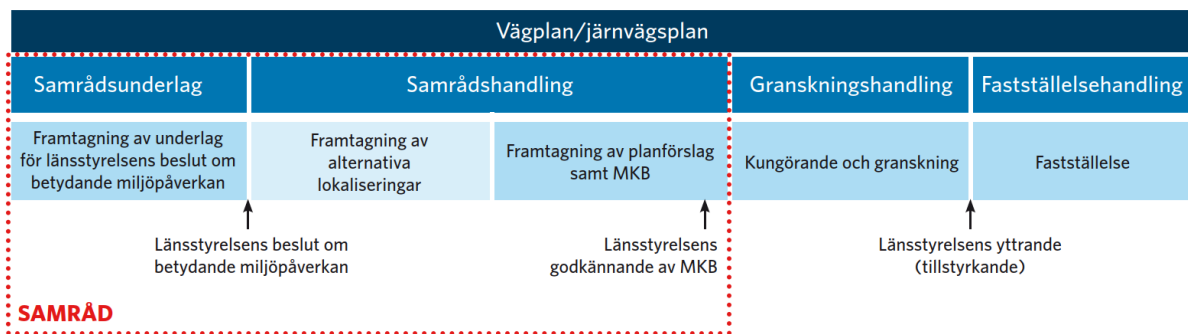 Vägplan/järnvägsplan
Samrådsunderlag
Samrådshandling
Granskningshandling
Fastställelsehandling
Framtagning av underlag
för länsstyrelsens beslut om
betydande miljöpåverkan
Framtagning av
alternativa
lokaliseringar
Framtagning av planförslag
samt MKB
Kungörande och granskning
Fastställelse
Länsstyrelsens beslut om
betydande miljöpåverkan
Länsstyrelsens
godkännande av MKB
Länsstyrelsens yttrande
(tillstyrkande)
SAMRÅD